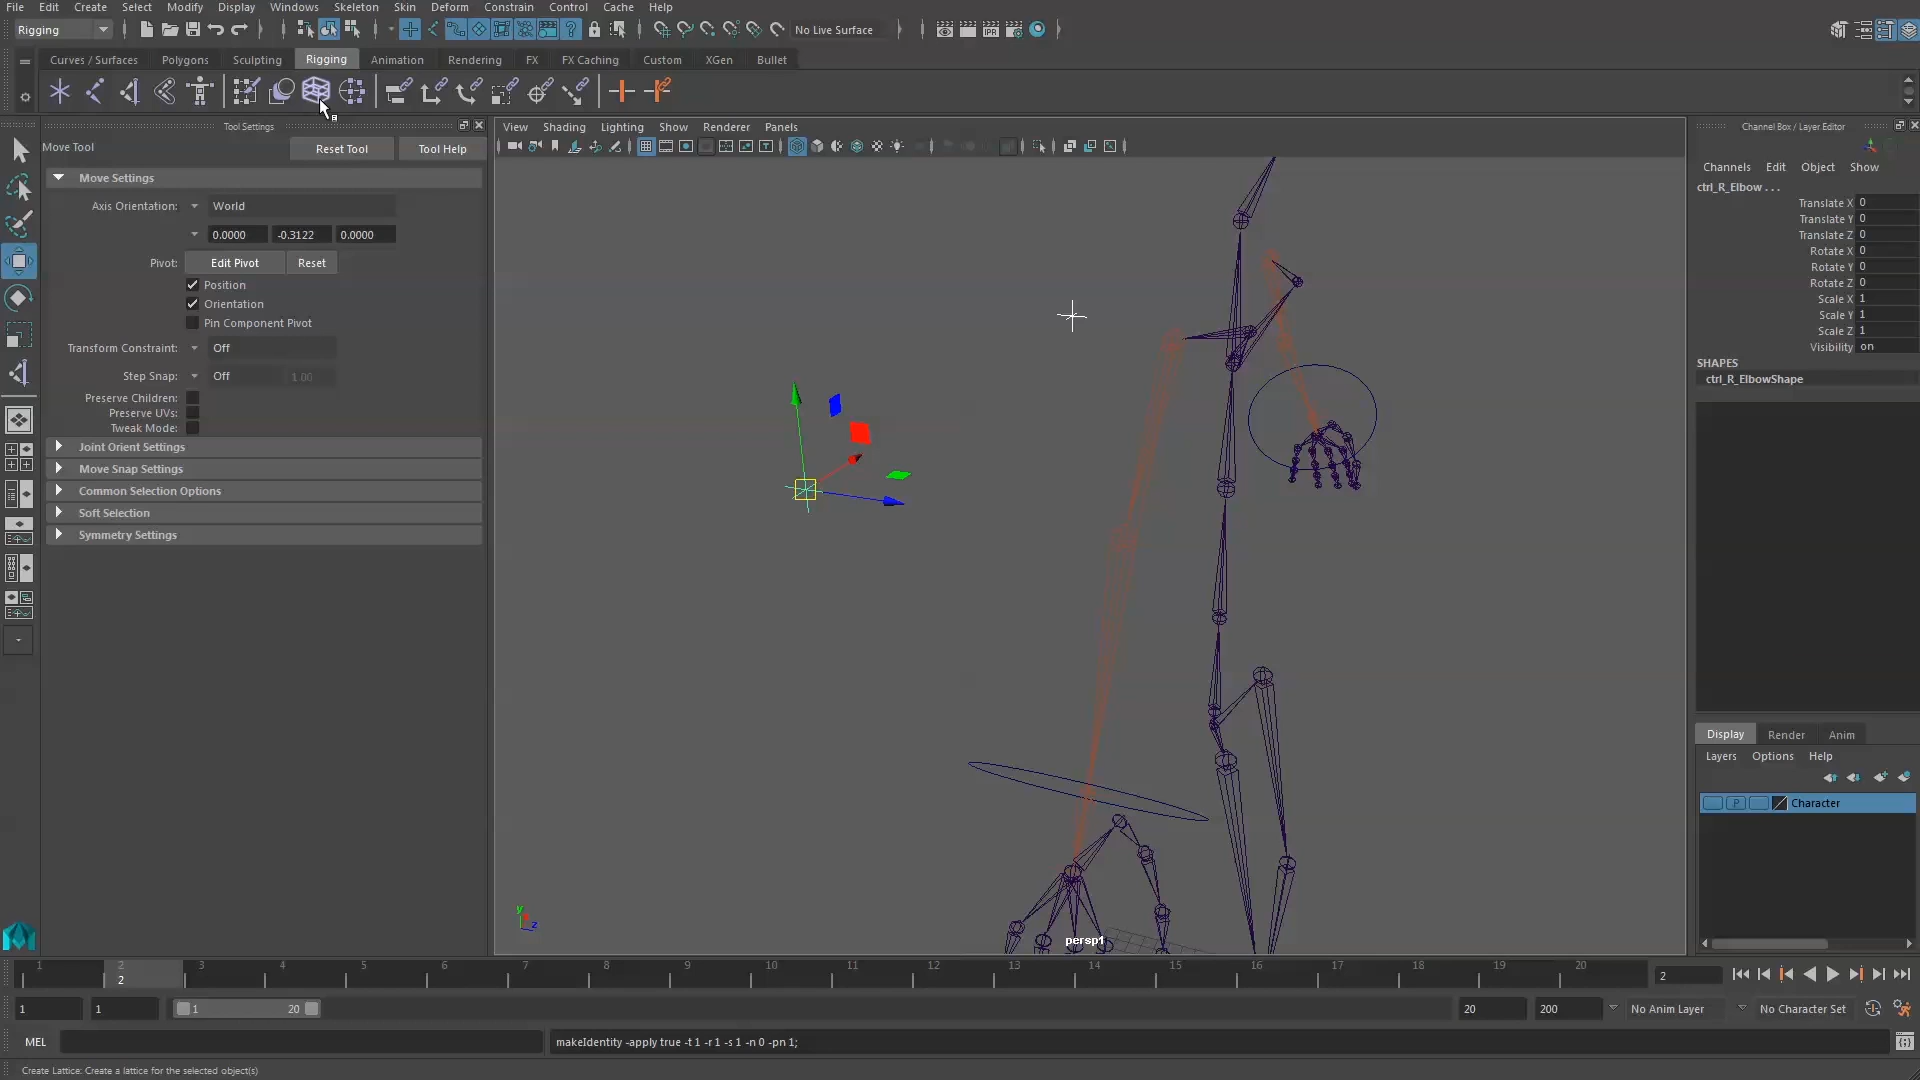 File Edit Create Select Modify Display Windows Skeleton Skin Deform Constrain Control Cache Help
Rigging No Live Surface
Curves / Surfaces Polygons Sculpting Rigging Animation Rendering FX FX Caching Custom XGen Bullet
Tool Settings
Move Tool Reset Tool Tool Help
Move Settings
Axis Orientation: World
0.0000 -0.3122 0.0000
Pivot: Edit Pivot Reset
Position
Orientation
Pin Component Pivot
Transform Constraint: Off
Step Snap: Off 1.00
Preserve Children:
Preserve UVs:
Tweak Mode:
Joint Orient Settings
Move Snap Settings
Common Selection Options
Soft Selection
Symmetry Settings
View Shading Lighting Show Renderer Panels
IPR
y
z
persp1
Channel Box / Layer Editor
Channels Edit Object Show
ctrl_R_Elbow . . .
Translate X 0
Translate Y 0
Translate Z 0
Rotate X 0
Rotate Y 0
Rotate Z 0
Scale X 1
Scale Y 1
Scale Z 1
Visibility on
SHAPES
ctrl_R_ElbowShape
Display Render Anim
Layers Options Help
P Character
1 2 3 4 5 6 7 8 9 10 11 12 13 14 15 16 17 18 19 20
2 2
1 1 1 20 20 200 No Anim Layer No Character Set
MEL makeIdentity -apply true -t 1 -r 1 -s 1 -n 0 -pn 1;
Create Lattice: Create a lattice for the selected object(s)